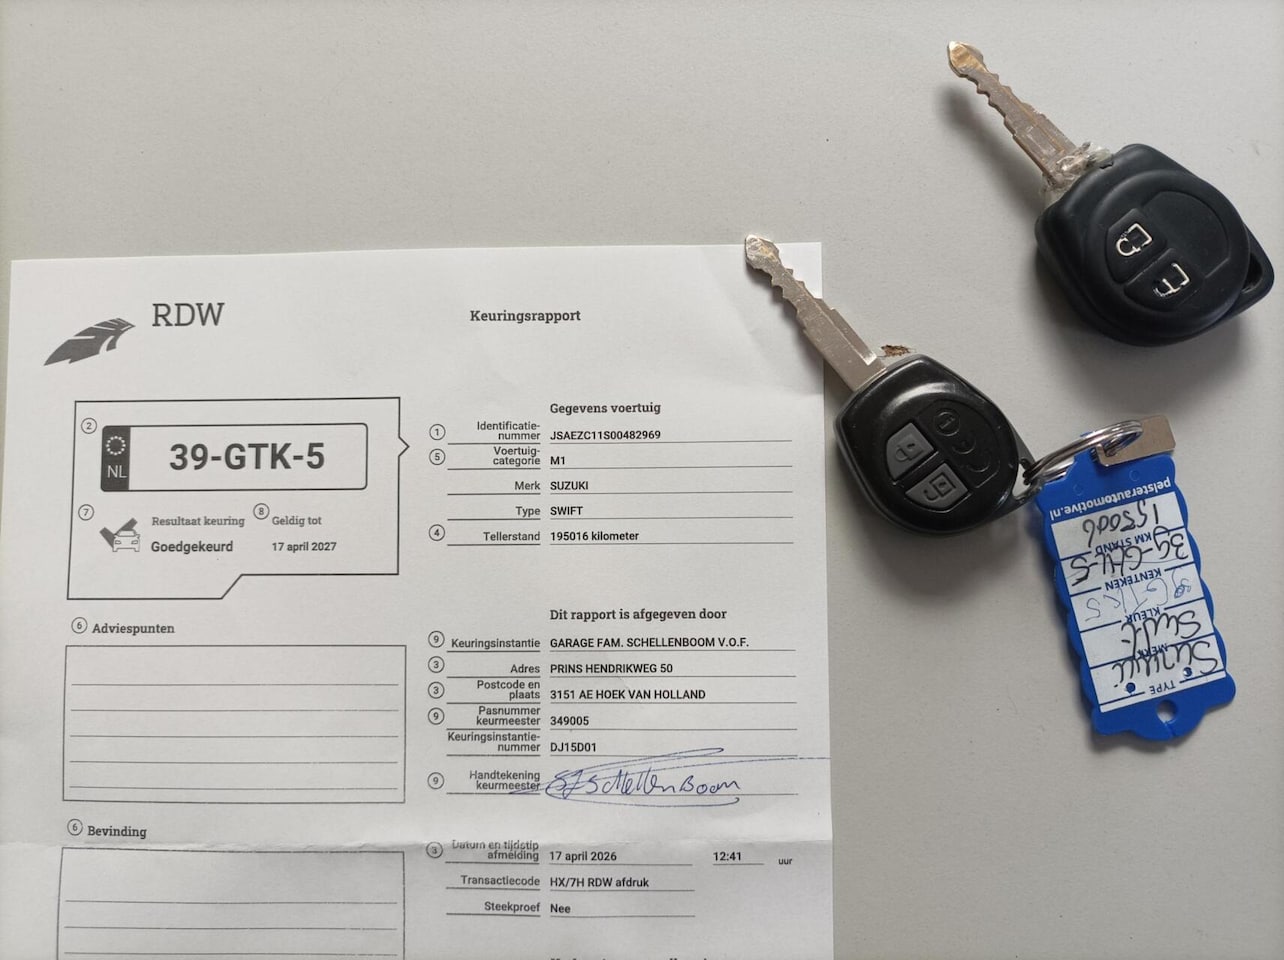 RDW
Keuringsrapport
2
NL
39-GTK-5
7
Resultaat keuring
Goedgekeurd
8
Geldig tot
17 april 2027
6 Adviespunten
6 Bevinding
Gegevens voertuig
1 Identificatie-
nummer JSAEZC11S00482969
5 Voertuig-
categorie M1
Merk SUZUKI
Type SWIFT
4 Tellerstand 195016 kilometer
Dit rapport is afgegeven door
9 Keuringsinstantie GARAGE FAM. SCHELLENBOOM V.O.F.
3 Adres PRINS HENDRIKWEG 50
3 Postcode en
plaats 3151 AE HOEK VAN HOLLAND
9 Pasnummer
keurmeester 349005
Keuringsinstantie-
nummer DJ15D01
9 Handtekening
keurmeester SchellenBoom
3 Datum en tijdstip
afmelding 17 april 2026 12:41 uur
Transactiecode HX/7H RDW afdruk
Steekproef Nee
TYPE
Suzuki
MERK
Swift
KLEUR
KENTEKEN
KM STAND
pelsterautomotive.nl